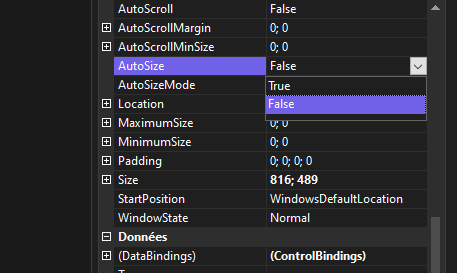 AutoScroll False
AutoScrollMargin 0; 0
AutoScrollMinSize 0; 0
AutoSize False
AutoSizeMode True
Location False
MaximumSize 0; 0
MinimumSize 0; 0
Padding 0; 0; 0; 0
Size 816; 489
StartPosition WindowsDefaultLocation
WindowState Normal
Données
(DataBindings) (ControlBindings)